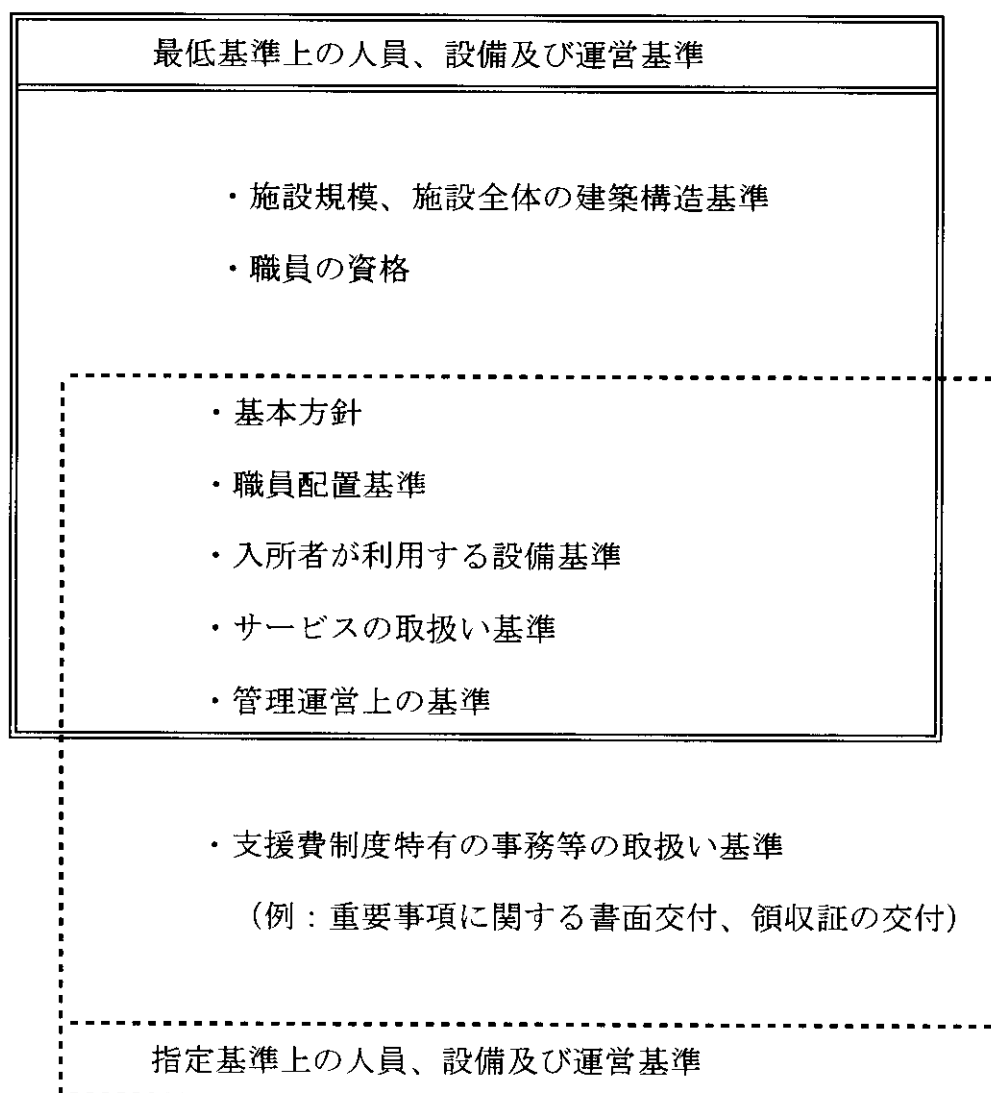 最低基準上の人員、設備及び運営基準
・施設規模、施設全体の建築構造基準
・職員の資格
・基本方針
・職員配置基準
・入所者が利用する設備基準
・サービスの取扱い基準
・管理運営上の基準
・支援費制度特有の事務等の取扱い基準
（例：重要事項に関する書面交付、領収証の交付）
指定基準上の人員、設備及び運営基準